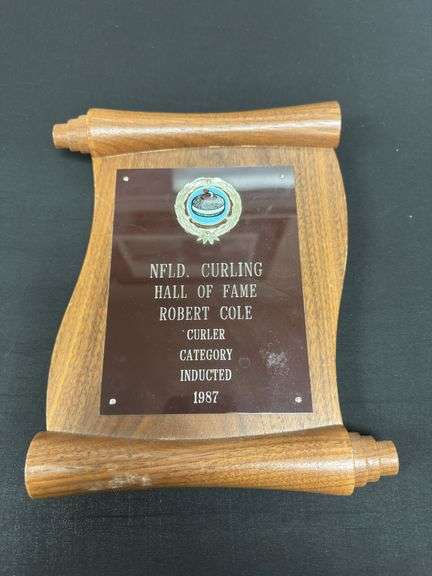 NFLD. CURLING
HALL OF FAME
ROBERT COLE
CURLER
CATEGORY
INDUCTED
1987